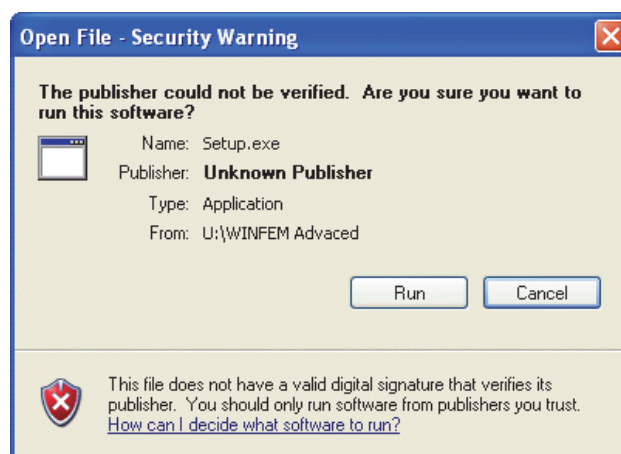 Open File - Security Warning
The publisher could not be verified.  Are you sure you want to
run this software?
Name: Setup.exe
Publisher: Unknown Publisher
Type: Application
From: U:\WINFEM Advaced
Run Cancel
This file does not have a valid digital signature that verifies its
publisher.  You should only run software from publishers you trust.
How can I decide what software to run?